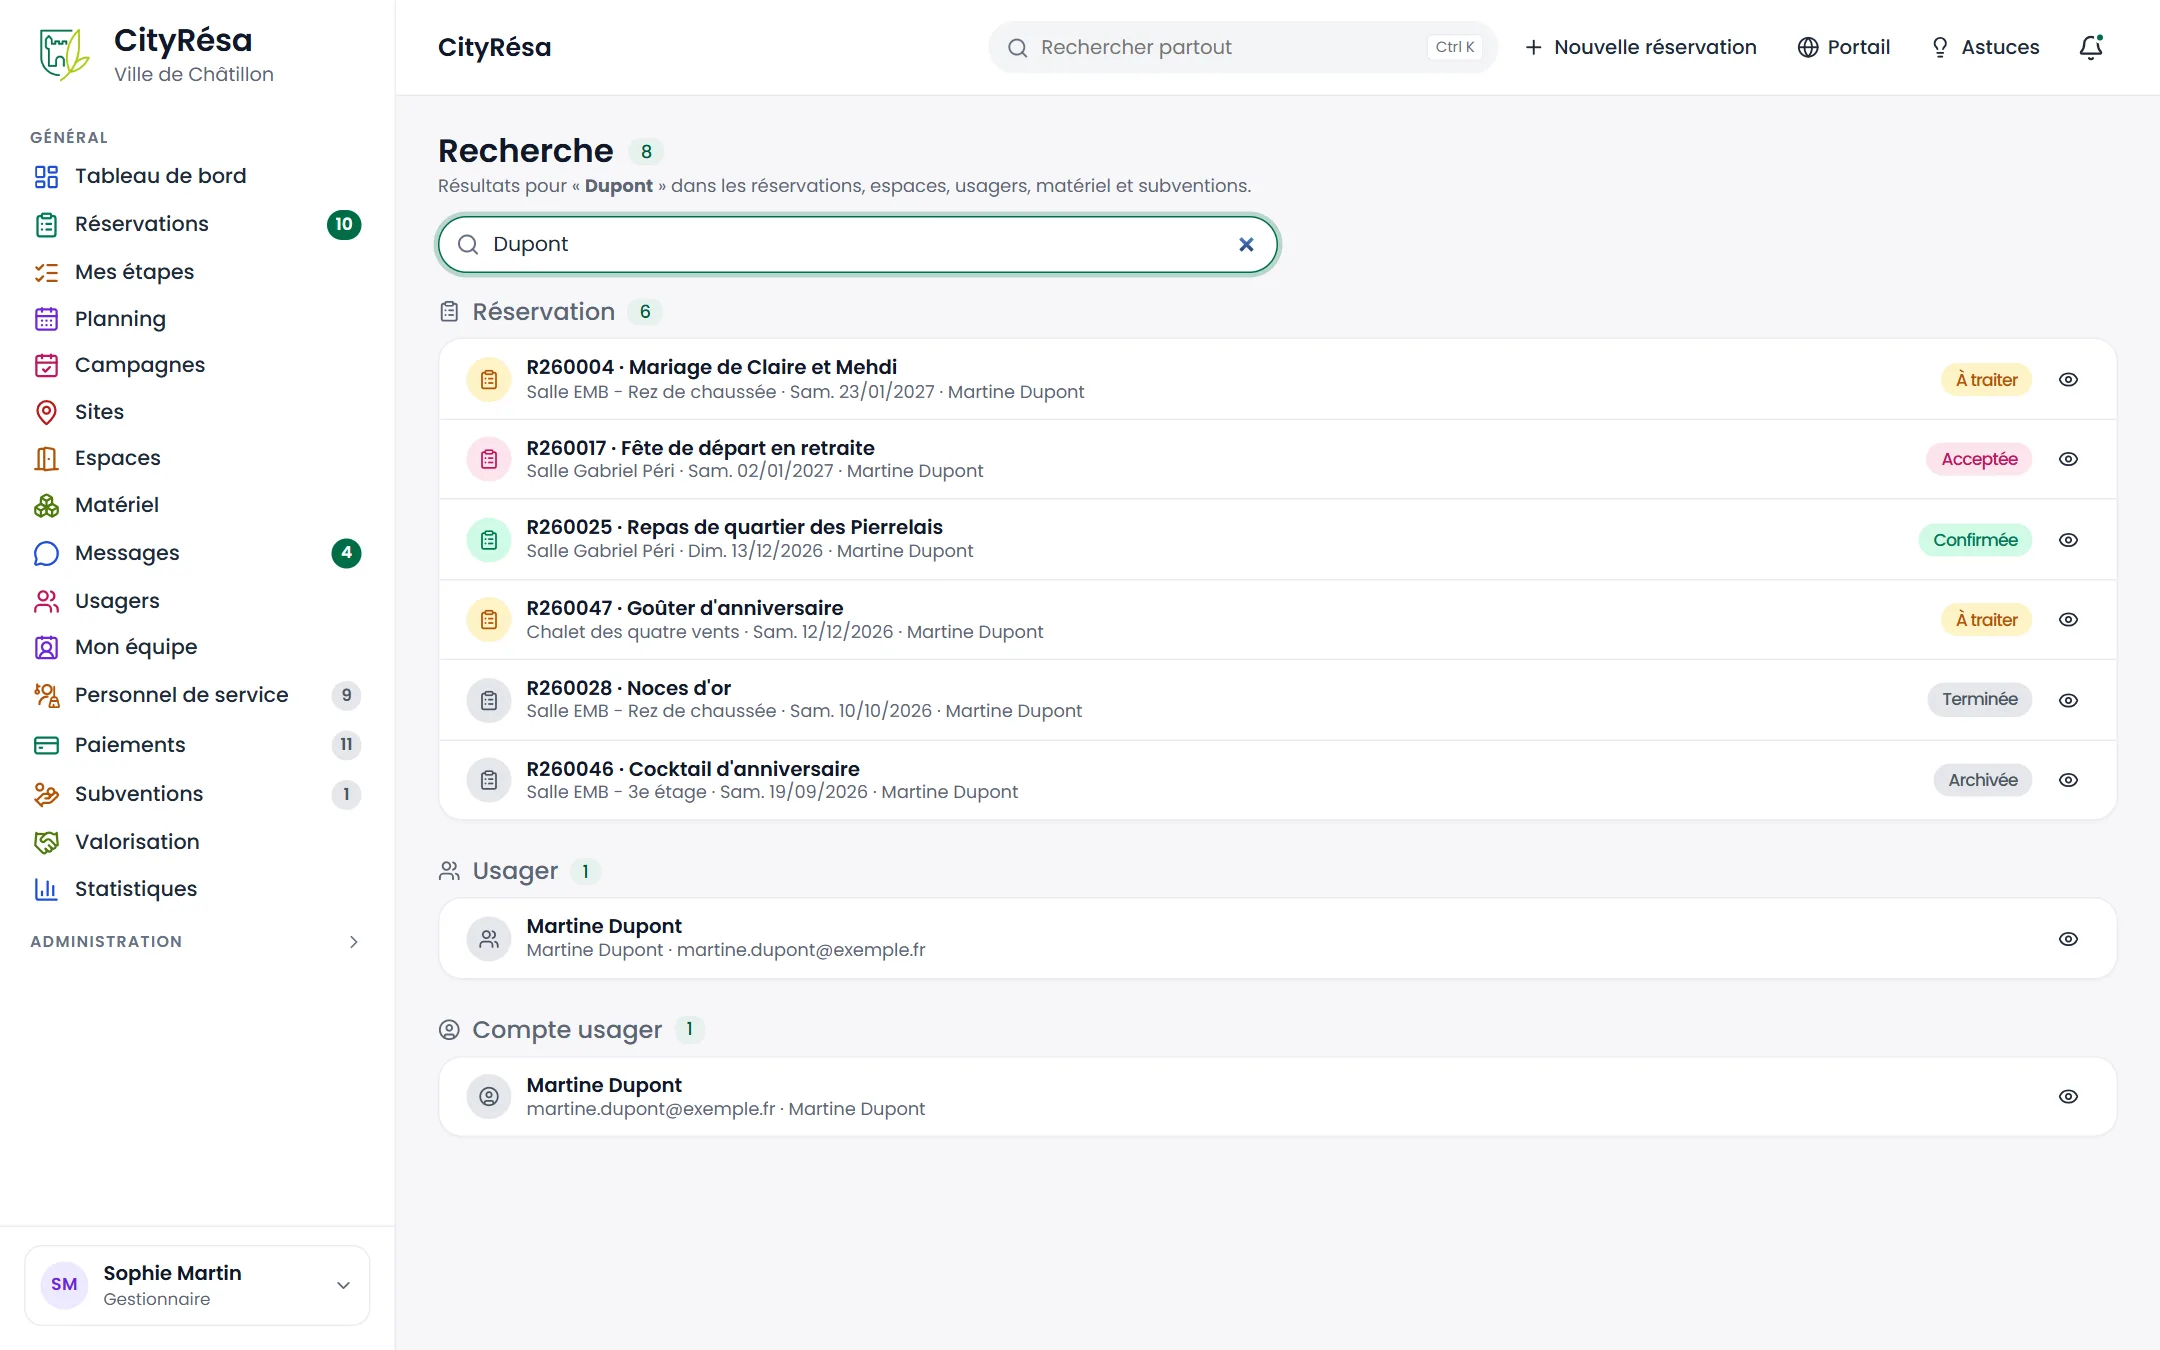 CityRésa
Ville de Châtillon
GÉNÉRAL
Tableau de bord
Réservations 10
Mes étapes
Planning
Campagnes
Sites
Espaces
Matériel
Messages 4
Usagers
Mon équipe
Personnel de service 9
Paiements 11
Subventions 1
Valorisation
Statistiques
ADMINISTRATION
SM
Sophie Martin
Gestionnaire
CityRésa
Rechercher partout Ctrl K
Nouvelle réservation
Portail
Astuces
Recherche 8
Résultats pour « Dupont » dans les réservations, espaces, usagers, matériel et subventions.
Dupont
Réservation 6
R260004 · Mariage de Claire et Mehdi
Salle EMB - Rez de chaussée · Sam. 23/01/2027 · Martine Dupont
À traiter
R260017 · Fête de départ en retraite
Salle Gabriel Péri · Sam. 02/01/2027 · Martine Dupont
Acceptée
R260025 · Repas de quartier des Pierrelais
Salle Gabriel Péri · Dim. 13/12/2026 · Martine Dupont
Confirmée
R260047 · Goûter d'anniversaire
Chalet des quatre vents · Sam. 12/12/2026 · Martine Dupont
À traiter
R260028 · Noces d'or
Salle EMB - Rez de chaussée · Sam. 10/10/2026 · Martine Dupont
Terminée
R260046 · Cocktail d'anniversaire
Salle EMB - 3e étage · Sam. 19/09/2026 · Martine Dupont
Archivée
Usager 1
Martine Dupont
Martine Dupont · martine.dupont@exemple.fr
Compte usager 1
Martine Dupont
martine.dupont@exemple.fr · Martine Dupont